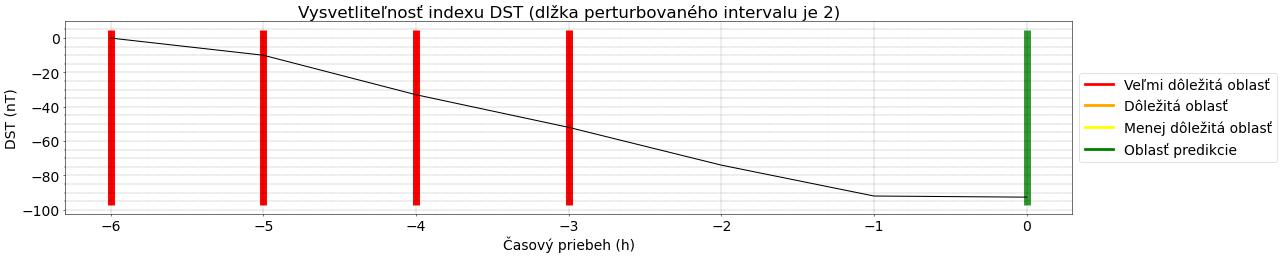 Vysvetliteľnosť indexu DST (dlžka perturbovaného intervalu je 2)
DST (nT)
0
−20
−40
−60
−80
−100
−6
−5
−4
−3
−2
−1
0
Časový priebeh (h)
Veľmi dôležitá oblasť
Dôležitá oblasť
Menej dôležitá oblasť
Oblasť predikcie